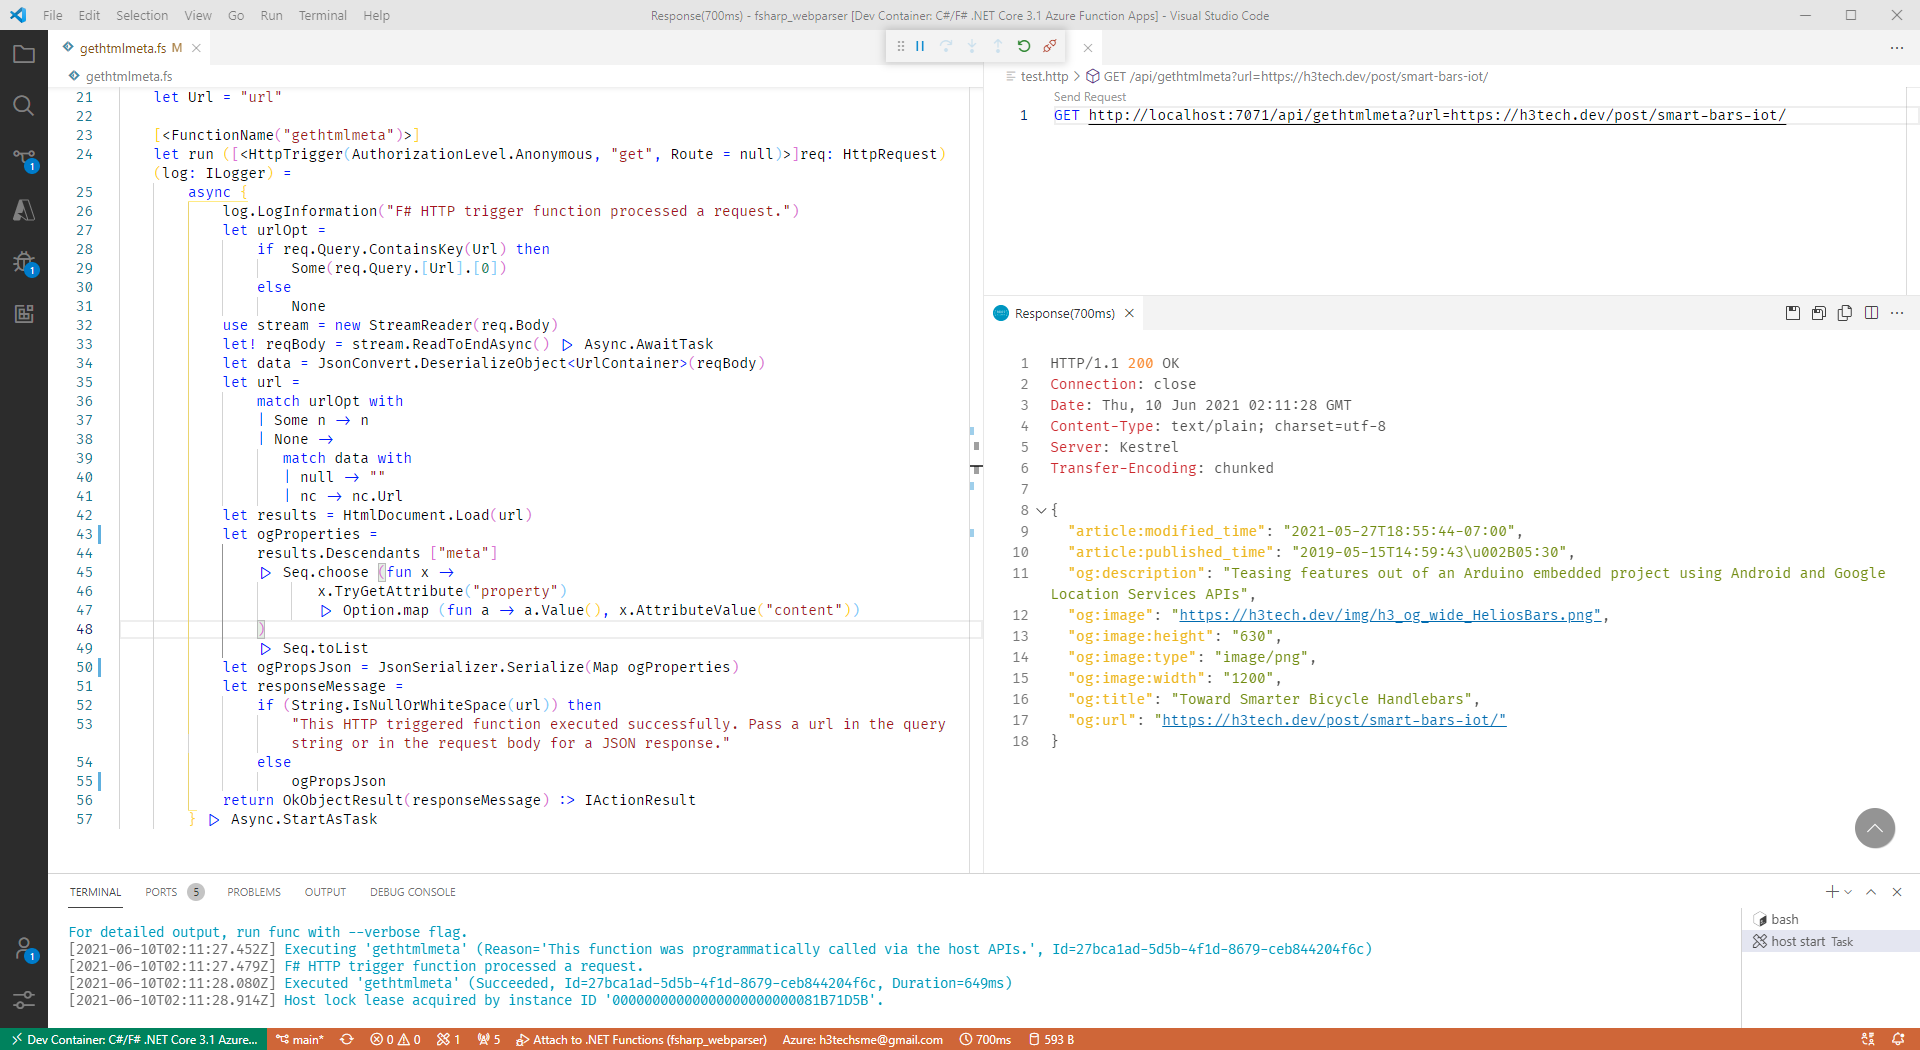 File Edit Selection View Go Run Terminal Help
Response(700ms) - fsharp_webparser [Dev Container: C#/F# .NET Core 3.1 Azure Function Apps] - Visual Studio Code
gethtmlmeta.fs M
gethtmlmeta.fs
21 let Url = "url"
22
23 [<FunctionName("gethtmlmeta")>]
24 let run ([<HttpTrigger(AuthorizationLevel.Anonymous, "get", Route = null)>]req: HttpRequest)
(log: ILogger) =
25 async {
26 log.LogInformation("F# HTTP trigger function processed a request.")
27 let urlOpt =
28 if req.Query.ContainsKey(Url) then
29 Some(req.Query.[Url].[0])
30 else
31 None
32 use stream = new StreamReader(req.Body)
33 let! reqBody = stream.ReadToEndAsync() |> Async.AwaitTask
34 let data = JsonConvert.DeserializeObject<UrlContainer>(reqBody)
35 let url =
36 match urlOpt with
37 | Some n -> n
38 | None ->
39 match data with
40 | null -> ""
41 | nc -> nc.Url
42 let results = HtmlDocument.Load(url)
43 let ogProperties =
44 results.Descendants ["meta"]
45 |> Seq.choose (fun x ->
46 x.TryGetAttribute("property")
47 |> Option.map (fun a -> a.Value(), x.AttributeValue("content"))
48 )
49 |> Seq.toList
50 let ogPropsJson = JsonSerializer.Serialize(Map ogProperties)
51 let responseMessage =
52 if (String.IsNullOrWhiteSpace(url)) then
53 "This HTTP triggered function executed successfully. Pass a url in the query
string or in the request body for a JSON response."
54 else
55 ogPropsJson
56 return OkObjectResult(responseMessage) :> IActionResult
57 } |> Async.StartAsTask
test.http > GET /api/gethtmlmeta?url=https://h3tech.dev/post/smart-bars-iot/
Send Request
1 GET http://localhost:7071/api/gethtmlmeta?url=https://h3tech.dev/post/smart-bars-iot/
Response(700ms)
1 HTTP/1.1 200 OK
2 Connection: close
3 Date: Thu, 10 Jun 2021 02:11:28 GMT
4 Content-Type: text/plain; charset=utf-8
5 Server: Kestrel
6 Transfer-Encoding: chunked
7
8 {
9 "article:modified_time": "2021-05-27T18:55:44-07:00",
10 "article:published_time": "2019-05-15T14:59:43\u002B05:30",
11 "og:description": "Teasing features out of an Arduino embedded project using Android and Google
Location Services APIs",
12 "og:image": "https://h3tech.dev/img/h3_og_wide_HeliosBars.png",
13 "og:image:height": "630",
14 "og:image:type": "image/png",
15 "og:image:width": "1200",
16 "og:title": "Toward Smarter Bicycle Handlebars",
17 "og:url": "https://h3tech.dev/post/smart-bars-iot/"
18 }
TERMINAL PORTS 5 PROBLEMS OUTPUT DEBUG CONSOLE
For detailed output, run func with --verbose flag.
[2021-06-10T02:11:27.452Z] Executing 'gethtmlmeta' (Reason='This function was programmatically called via the host APIs.', Id=27bca1ad-5d5b-4f1d-8679-ceb844204f6c)
[2021-06-10T02:11:27.479Z] F# HTTP trigger function processed a request.
[2021-06-10T02:11:28.080Z] Executed 'gethtmlmeta' (Succeeded, Id=27bca1ad-5d5b-4f1d-8679-ceb844204f6c, Duration=649ms)
[2021-06-10T02:11:28.914Z] Host lock lease acquired by instance ID '00000000000000000000000081B71D5B'.
bash
host start Task
1
1
1
Dev Container: C#/F# .NET Core 3.1 Azure... main* 0 0 1 5 Attach to .NET Functions (fsharp_webparser) Azure: h3techsme@gmail.com 700ms 593 B